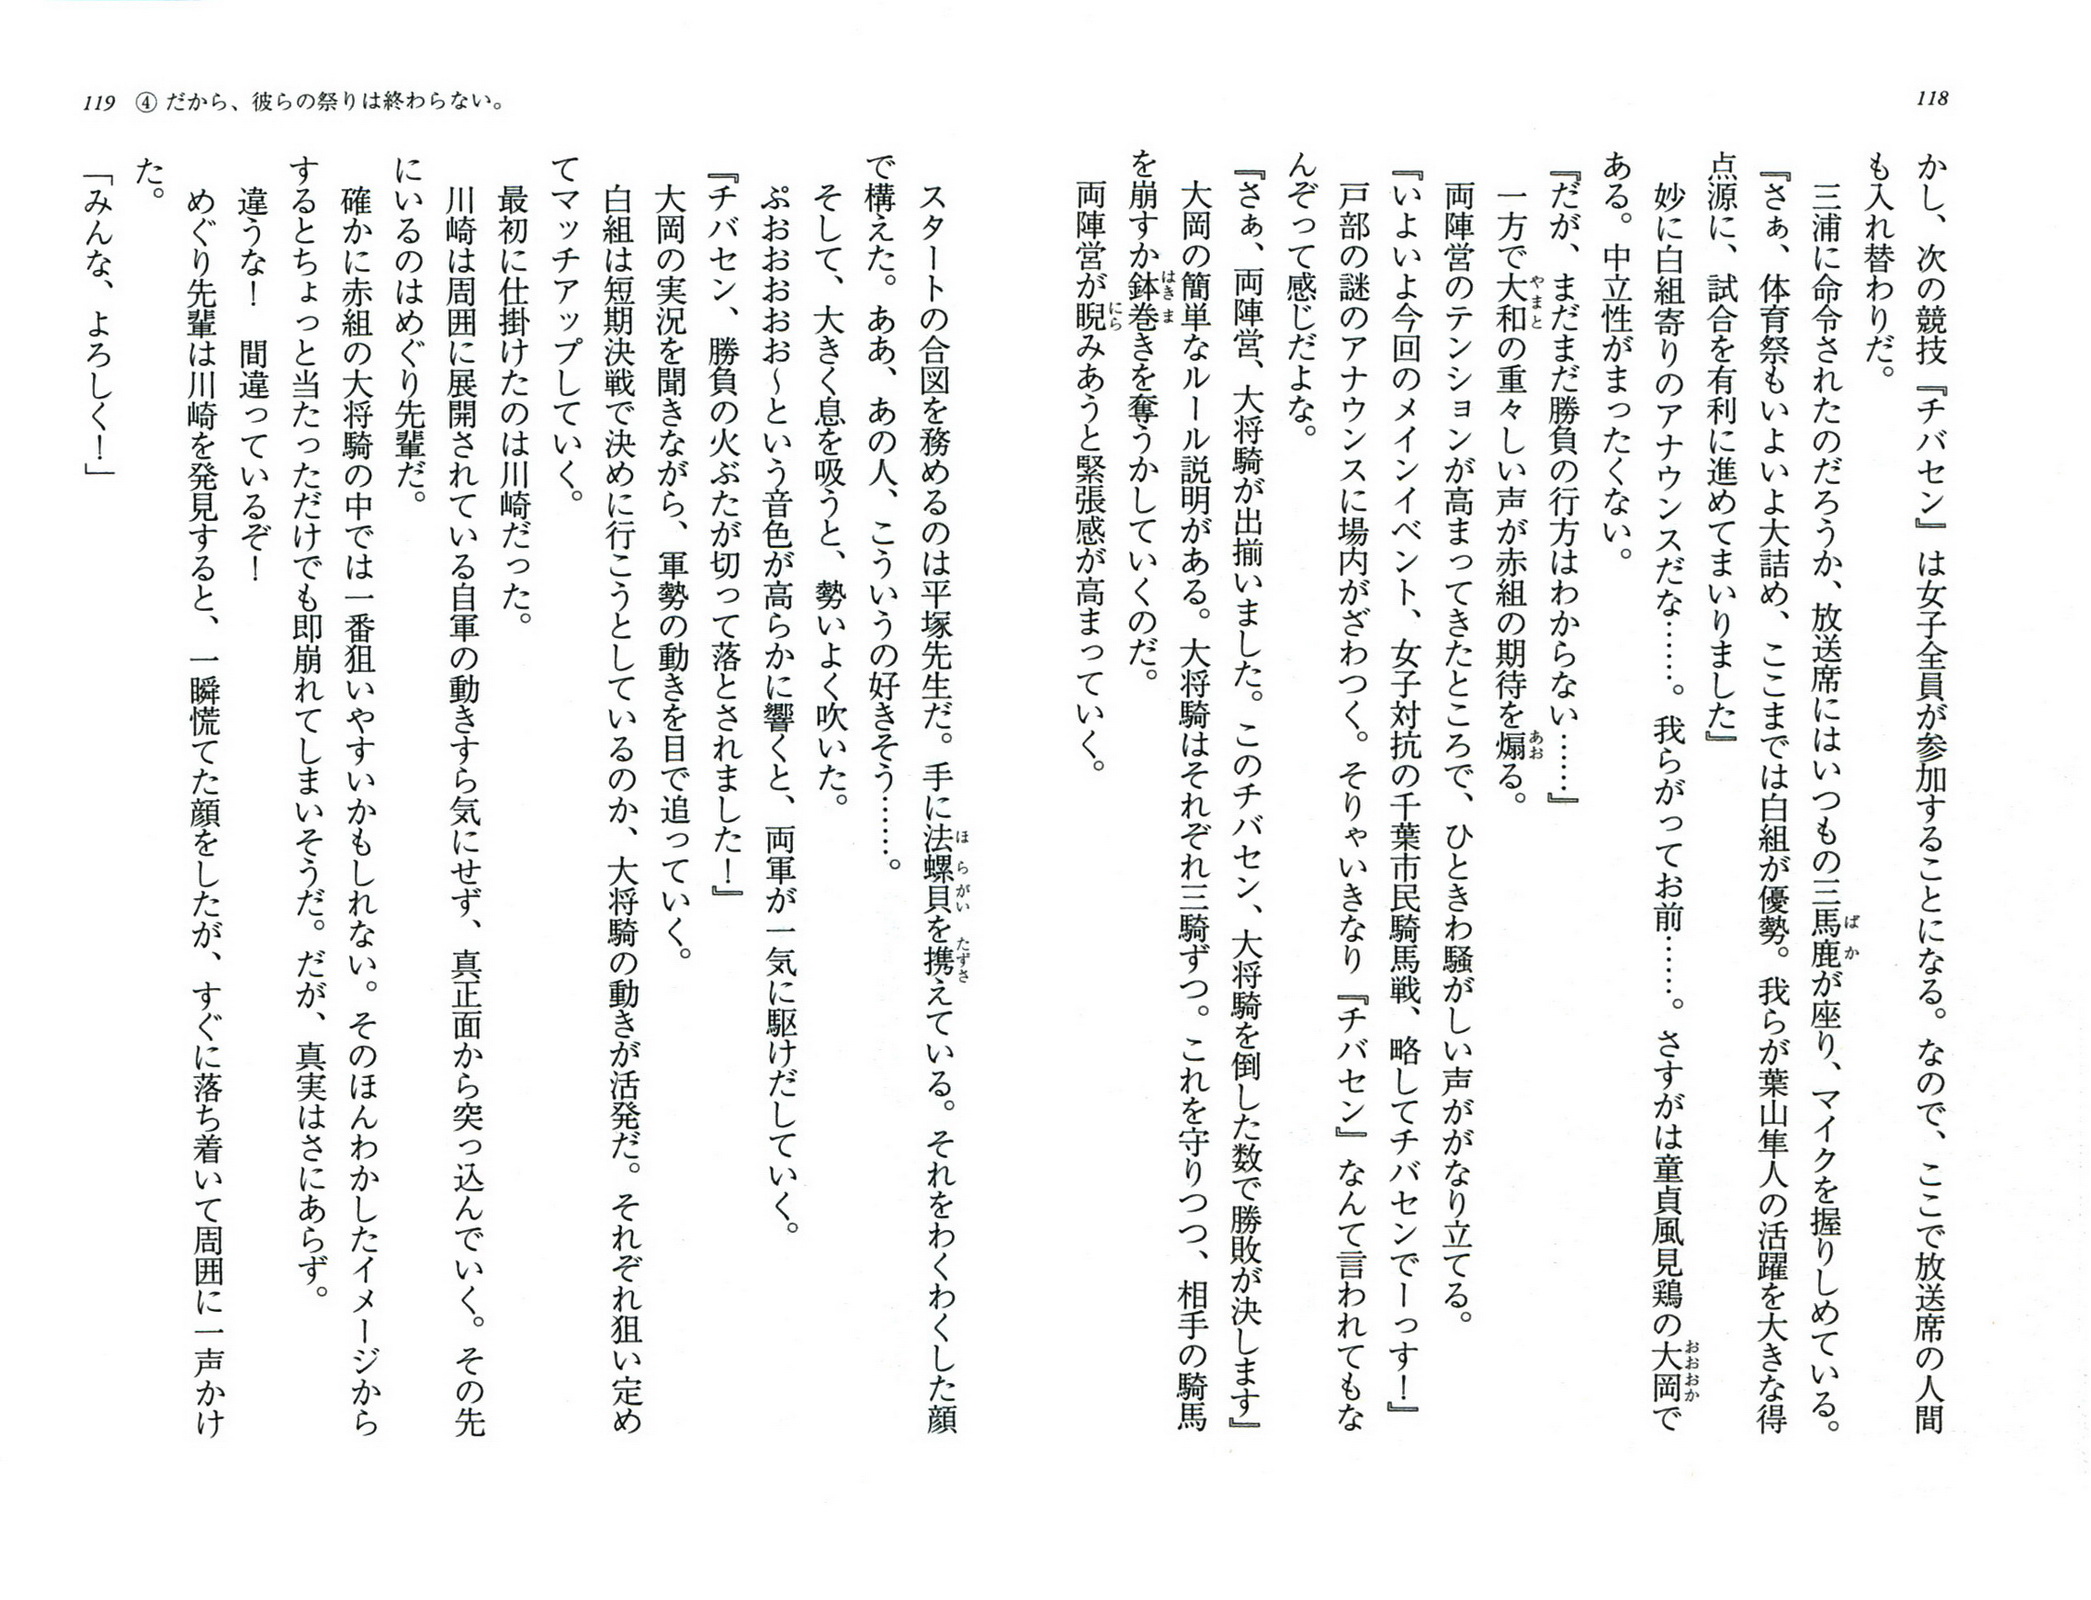 118
かし、次の競技『チバセン』は女子全員が参加することになる。なので、ここで放送席の人間
も入れ替わりだ。
三浦に命令されたのだろうか、放送席にはいつもの三馬鹿が座り、マイクを握りしめている。
『さぁ、体育祭もいよいよ大詰め、ここまでは白組が優勢。我らが葉山隼人の活躍を大きな得
点源に、試合を有利に進めてまいりました』
妙に白組寄りのアナウンスだな……。我らがってお前……。さすがは童貞風見鶏の大岡で
ある。中立性がまったくない。
『だが、まだまだ勝負の行方はわからない……』
一方で大和の重々しい声が赤組の期待を煽る。
両陣営のテンションが高まってきたところで、ひときわ騒がしい声ががなり立てる。
『いよいよ今回のメインイベント、女子対抗の千葉市民騎馬戦、略してチバセンでーっす！』
戸部の謎のアナウンスに場内がざわつく。そりゃいきなり『チバセン』なんて言われてもな
んぞって感じだよな。
『さぁ、両陣営、大将騎が出揃いました。このチバセン、大将騎を倒した数で勝敗が決します』
大岡の簡単なルール説明がある。大将騎はそれぞれ三騎ずつ。これを守りつつ、相手の騎馬
を崩すか鉢巻きを奪うかしていくのだ。
両陣営が睨みあうと緊張感が高まっていく。
119 ④ だから、彼らの祭りは終わらない。
スタートの合図を務めるのは平塚先生だ。手に法螺貝を携えている。それをわくわくした顔
で構えた。ああ、あの人、こういうの好きそう……。
そして、大きく息を吸うと、勢いよく吹いた。
ぷおおおおお〜という音色が高らかに響くと、両軍が一気に駆けだしていく。
『チバセン、勝負の火ぶたが切って落とされました！』
大岡の実況を聞きながら、軍勢の動きを目で追っていく。
白組は短期決戦で決めに行こうとしているのか、大将騎の動きが活発だ。それぞれ狙い定め
てマッチアップしていく。
最初に仕掛けたのは川崎だった。
川崎は周囲に展開されている自軍の動きすら気にせず、真正面から突っ込んでいく。その先
にいるのはめぐり先輩だ。
確かに赤組の大将騎の中では一番狙いやすいかもしれない。そのほんわかしたイメージから
するとちょっと当たっただけでも即崩れてしまいそうだ。だが、真実はさにあらず。
違うな！　間違っているぞ！
めぐり先輩は川崎を発見すると、一瞬慌てた顔をしたが、すぐに落ち着いて周囲に一声かけ
た。
「みんな、よろしく！」